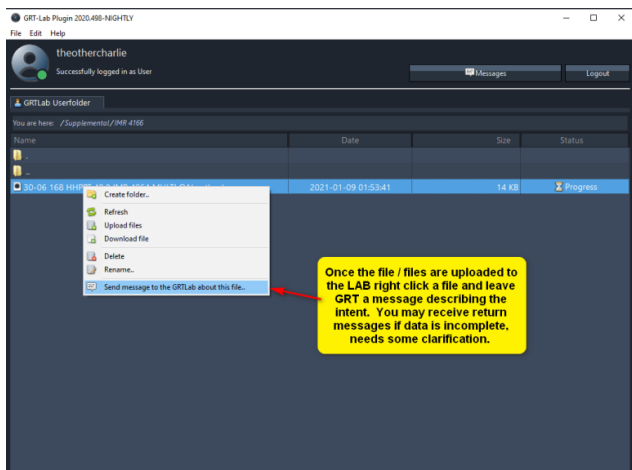 GRT-Lab Plugin 2020.498-NIGHTLY
File Edit Help
theothercharlie
Successfully logged in as User
Messages
Logout
GRTLab Userfolder
You are here: /Supplemental/IMR 4166
Name Date Size Status
.
..
30-06 168 2021-01-09 01:53:41 14 KB Progress
Create folder..
Refresh
Upload files
Download file
Delete
Rename..
Send message to the GRTLab about this file..
Once the file / files are uploaded to
the LAB right click a file and leave
GRT a message describing the
intent. You may receive return
messages if data is incomplete,
needs some clarification.